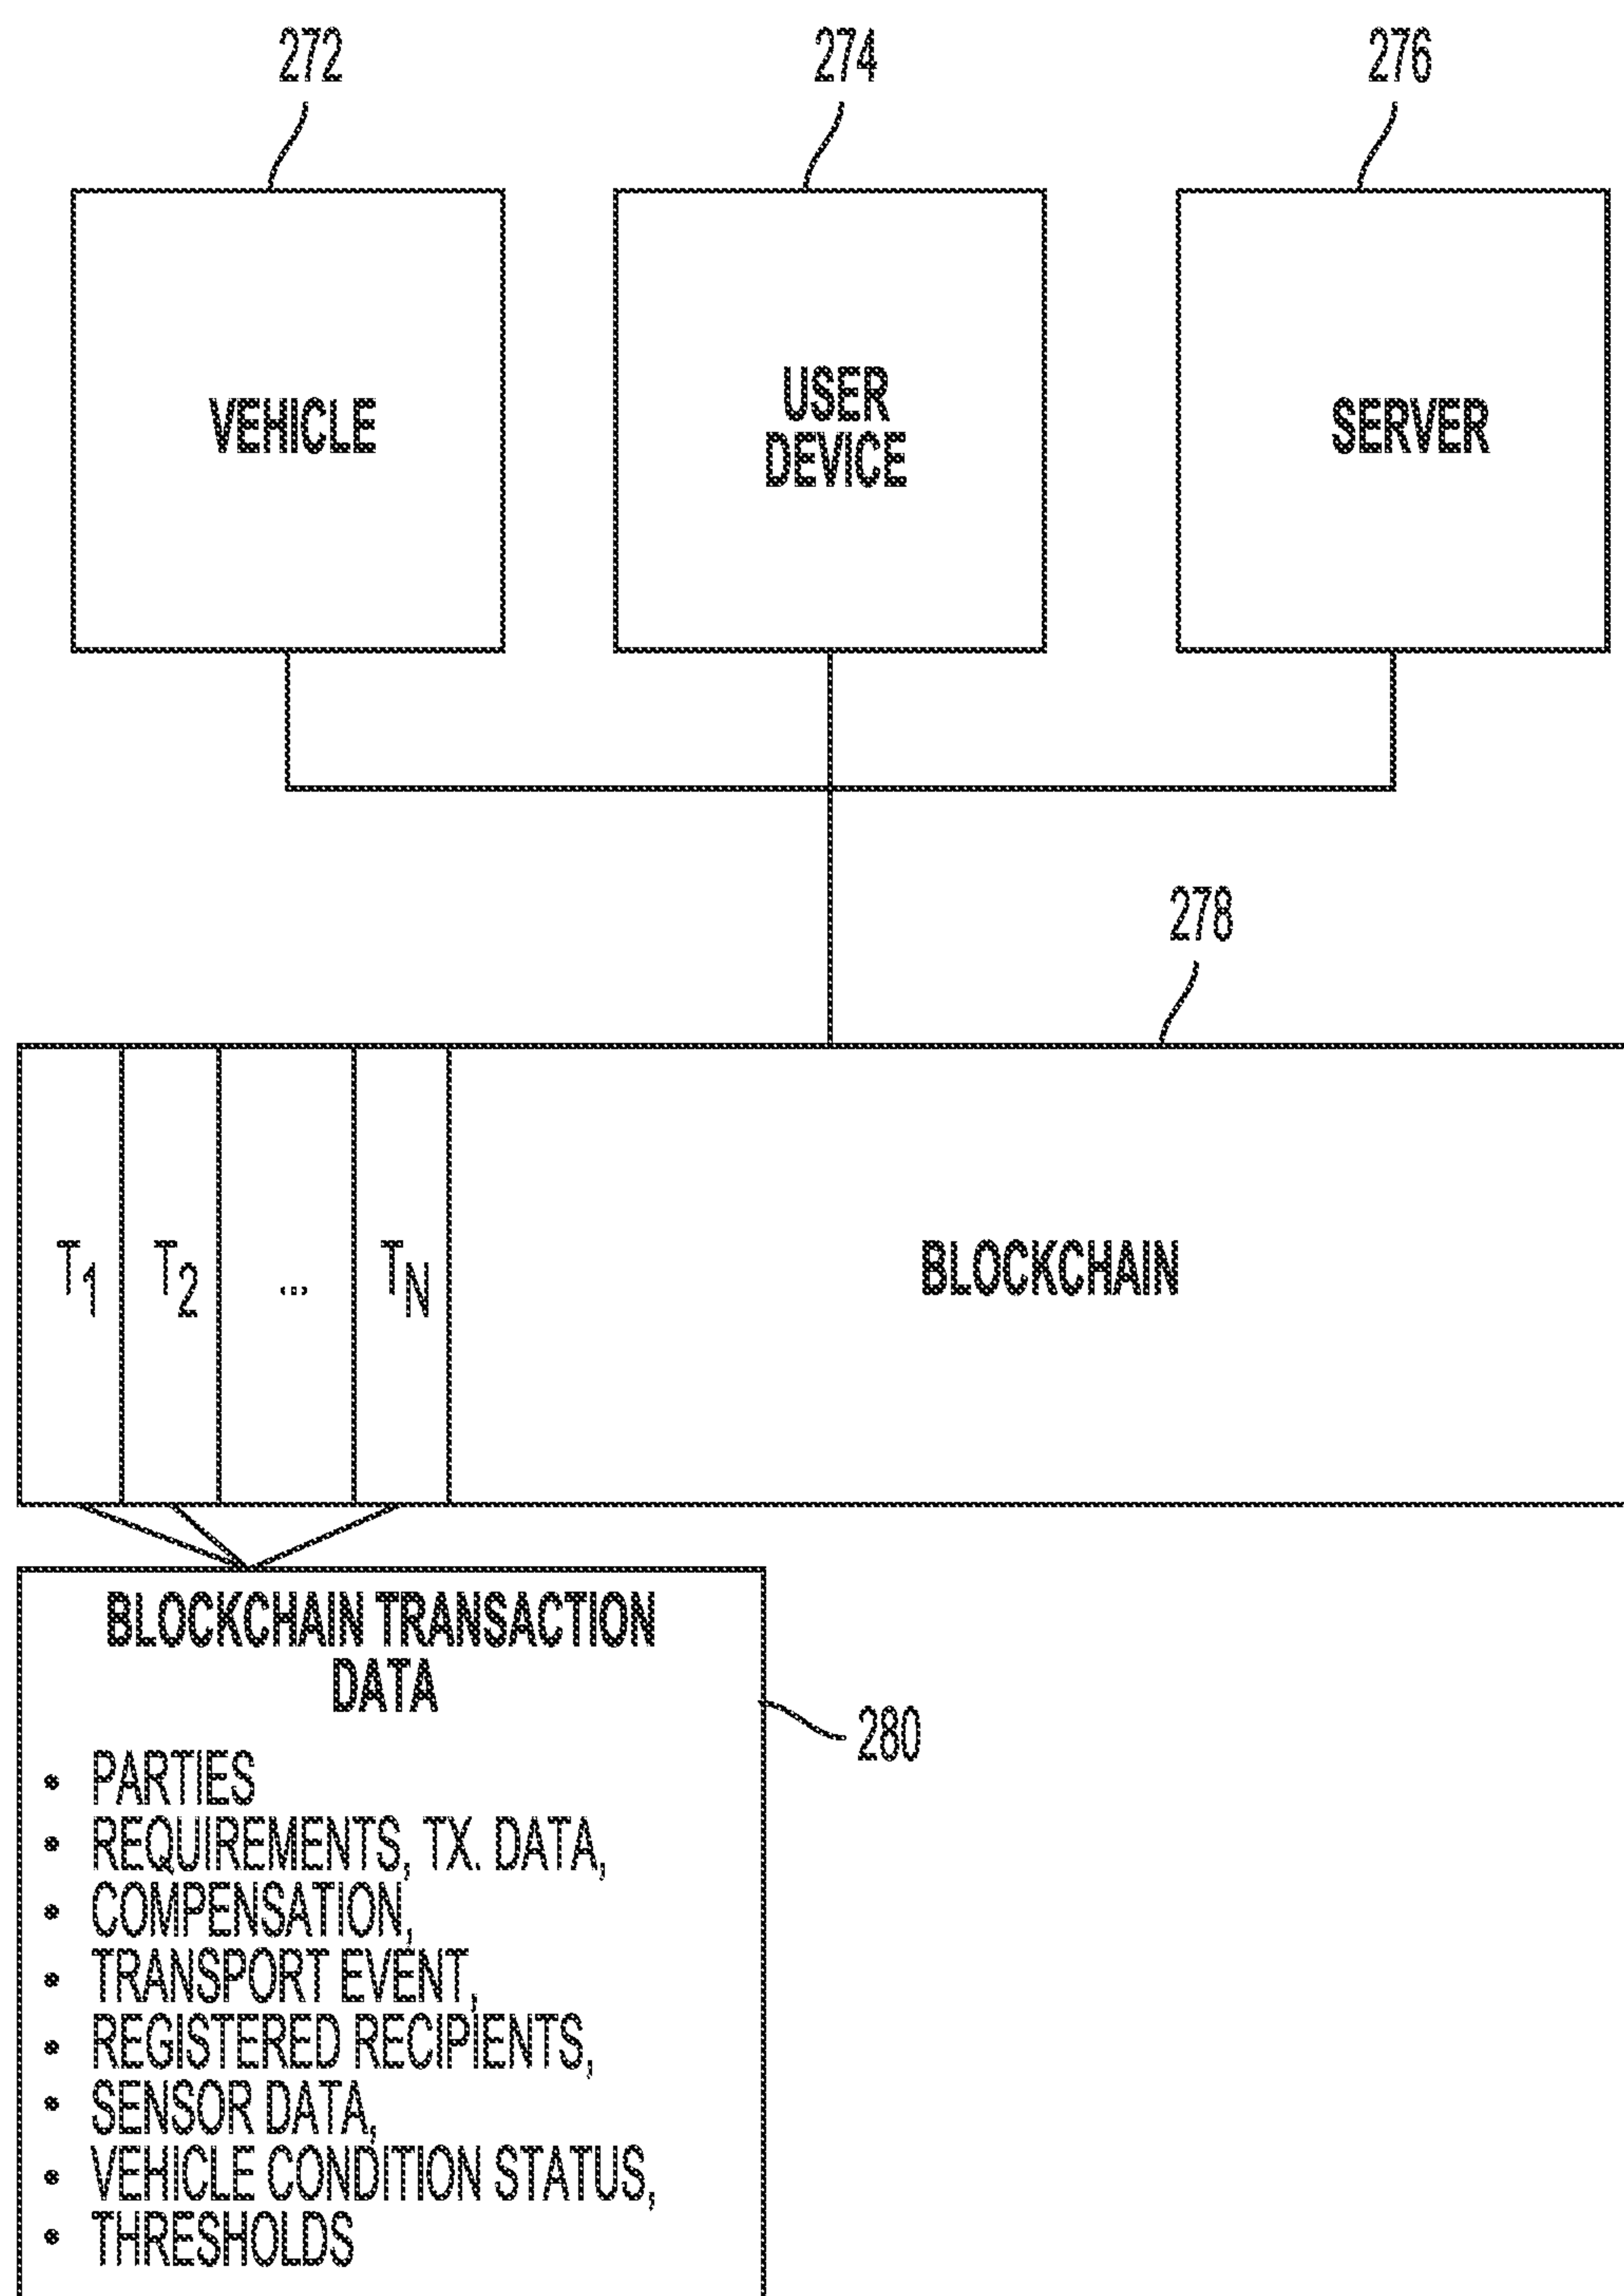 272
274
276
VEHICLE
USER
DEVICE
SERVER
278
T1
T2
...
TN
BLOCKCHAIN
BLOCKCHAIN TRANSACTION
DATA
280
• PARTIES
• REQUIREMENTS, TX. DATA,
• COMPENSATION,
• TRANSPORT EVENT,
• REGISTERED RECIPIENTS,
• SENSOR DATA,
• VEHICLE CONDITION STATUS,
• THRESHOLDS